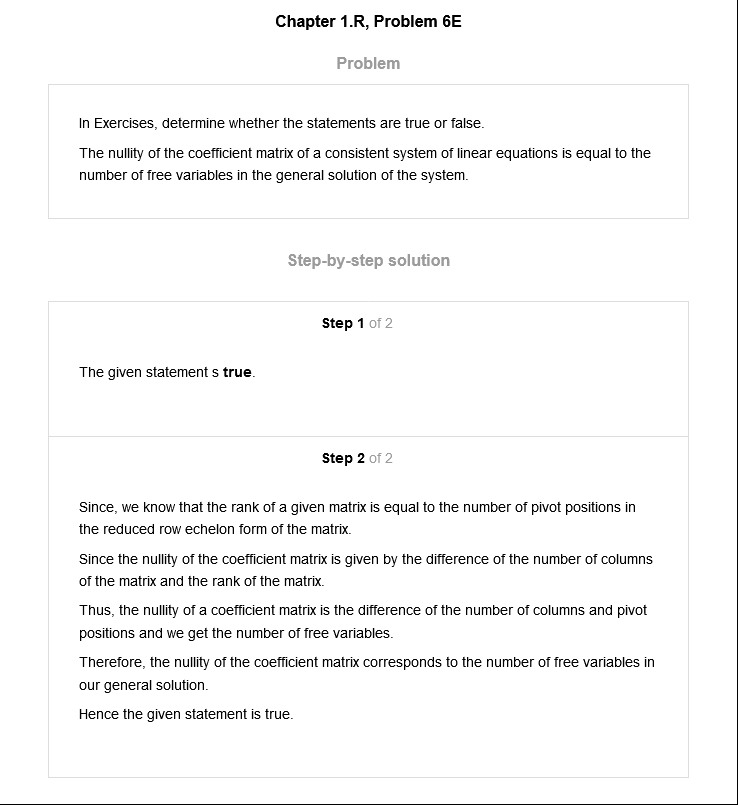 Chapter 1.R, Problem 6E
Problem
In Exercises, determine whether the statements are true or false.
The nullity of the coefficient matrix of a consistent system of linear equations is equal to the
number of free variables in the general solution of the system.
Step-by-step solution
Step 1 of 2
The given statement s true.
Step 2 of 2
Since, we know that the rank of a given matrix is equal to the number of pivot positions in
the reduced row echelon form of the matrix.
Since the nullity of the coefficient matrix is given by the difference of the number of columns
of the matrix and the rank of the matrix.
Thus, the nullity of a coefficient matrix is the difference of the number of columns and pivot
positions and we get the number of free variables.
Therefore, the nullity of the coefficient matrix corresponds to the number of free variables in
our general solution.
Hence the given statement is true.